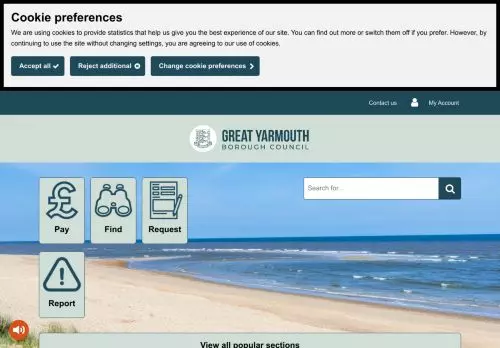 Cookie preferences
We are using cookies to provide statistics that help us give you the best experience of our site. You can find out more or switch them off if you prefer. However, by
continuing to use the site without changing settings, you are agreeing to our use of cookies.
Accept all
Reject additional
Change cookie preferences
Contact us
My Account
GREAT YARMOUTH
BOROUGH COUNCIL
Pay
Find
Request
Search for...
Report
View all popular sections